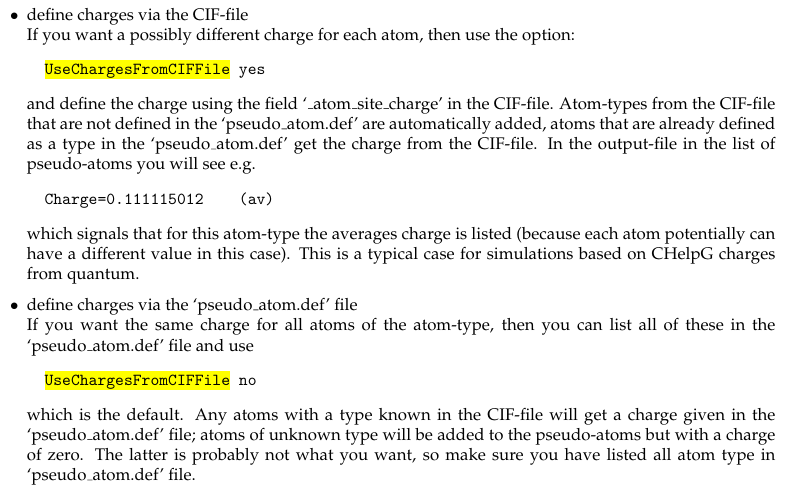 • define charges via the CIF-file
If you want a possibly different charge for each atom, then use the option:
UseChargesFromCIFFile yes
and define the charge using the field ‘_atom_site_charge’ in the CIF-file. Atom-types from the CIF-file
that are not defined in the ‘pseudo_atom.def’ are automatically added, atoms that are already defined
as a type in the ‘pseudo_atom.def’ get the charge from the CIF-file. In the output-file in the list of
pseudo-atoms you will see e.g.
Charge=0.111115012 (av)
which signals that for this atom-type the averages charge is listed (because each atom potentially can
have a different value in this case). This is a typical case for simulations based on CHelpG charges
from quantum.
• define charges via the ‘pseudo_atom.def’ file
If you want the same charge for all atoms of the atom-type, then you can list all of these in the
‘pseudo_atom.def’ file and use
UseChargesFromCIFFile no
which is the default. Any atoms with a type known in the CIF-file will get a charge given in the
‘pseudo_atom.def’ file; atoms of unknown type will be added to the pseudo-atoms but with a charge
of zero. The latter is probably not what you want, so make sure you have listed all atom type in
‘pseudo_atom.def’ file.